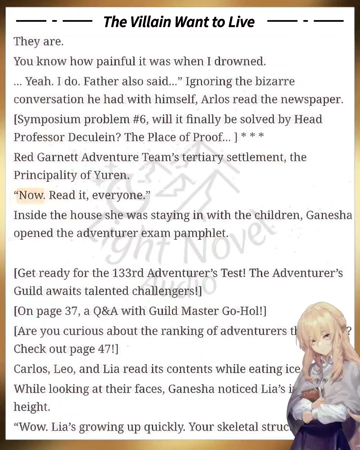 The Villain Want to Live
They are.
You know how painful it was when I drowned.
... Yeah. I do. Father also said...” Ignoring the bizarre
conversation he had with himself, Arlos read the newspaper.
[Symposium problem #6, will it finally be solved by Head
Professor Deculein? The Place of Proof... ] * * *
Red Garnett Adventure Team’s tertiary settlement, the
Principality of Yuren.
“Now. Read it, everyone.”
Inside the house she was staying in with the children, Ganesha
opened the adventurer exam pamphlet.
[Get ready for the 133rd Adventurer’s Test! The Adventurer’s
Guild awaits talented challengers!]
[On page 37, a Q&A with Guild Master Go-Hol!]
[Are you curious about the ranking of adventurers ?
Check out page 47!]
Carlos, Leo, and Lia read its contents while eating ice
While looking at their faces, Ganesha noticed Lia’s
height.
“Wow. Lia’s growing up quickly. Your skeletal
Light Novel
Audio